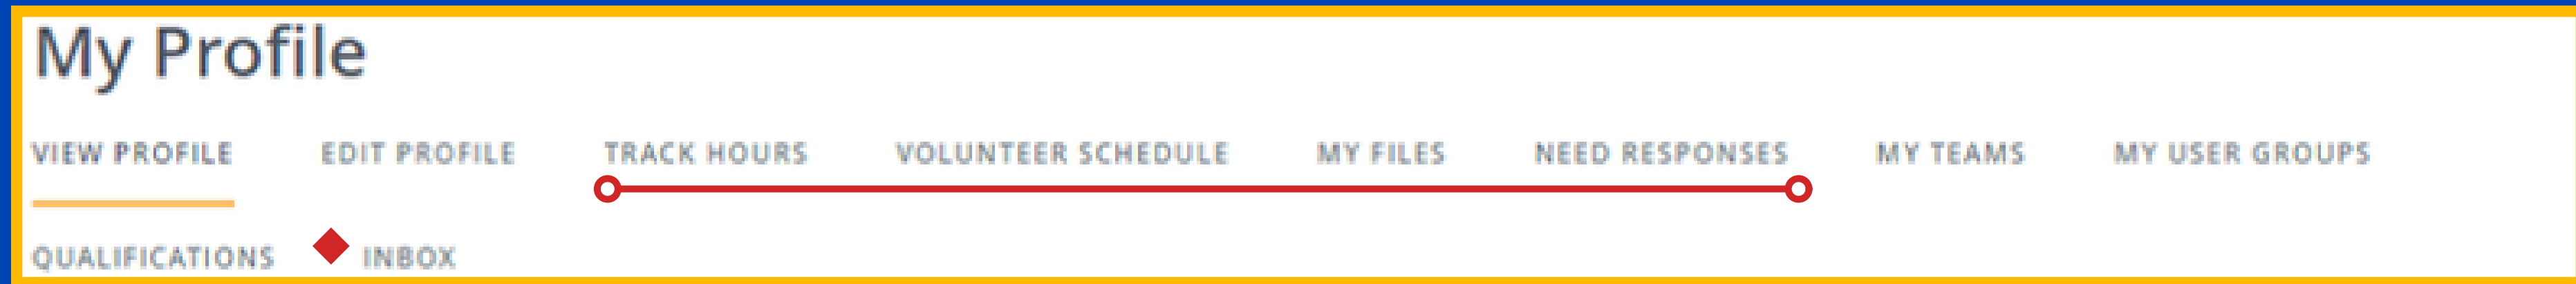 My Profile
VIEW PROFILE EDIT PROFILE TRACK HOURS VOLUNTEER SCHEDULE MY FILES NEED RESPONSES MY TEAMS MY USER GROUPS
QUALIFICATIONS INBOX